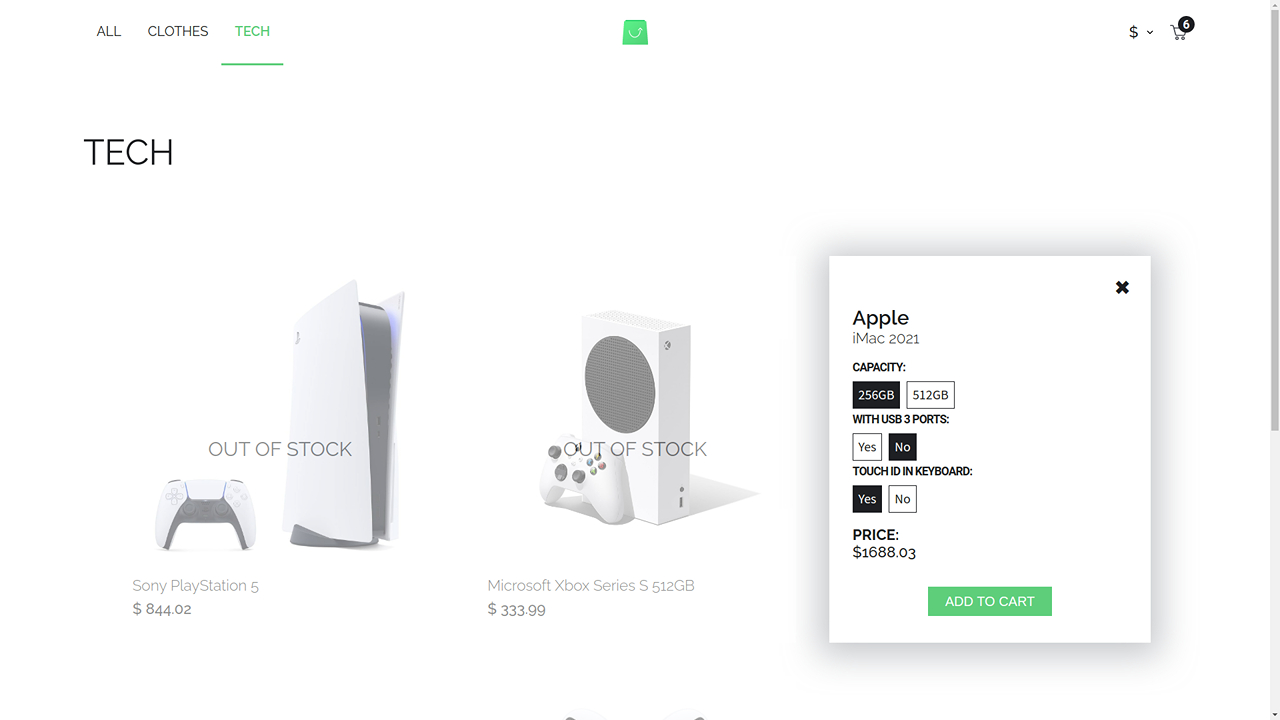 ALL CLOTHES TECH $ 6
TECH
OUT OF STOCK
Sony PlayStation 5
$ 844.02
OUT OF STOCK
Microsoft Xbox Series S 512GB
$ 333.99
✖
Apple
iMac 2021
CAPACITY:
256GB 512GB
WITH USB 3 PORTS:
Yes No
TOUCH ID IN KEYBOARD:
Yes No
PRICE:
$1688.03
ADD TO CART